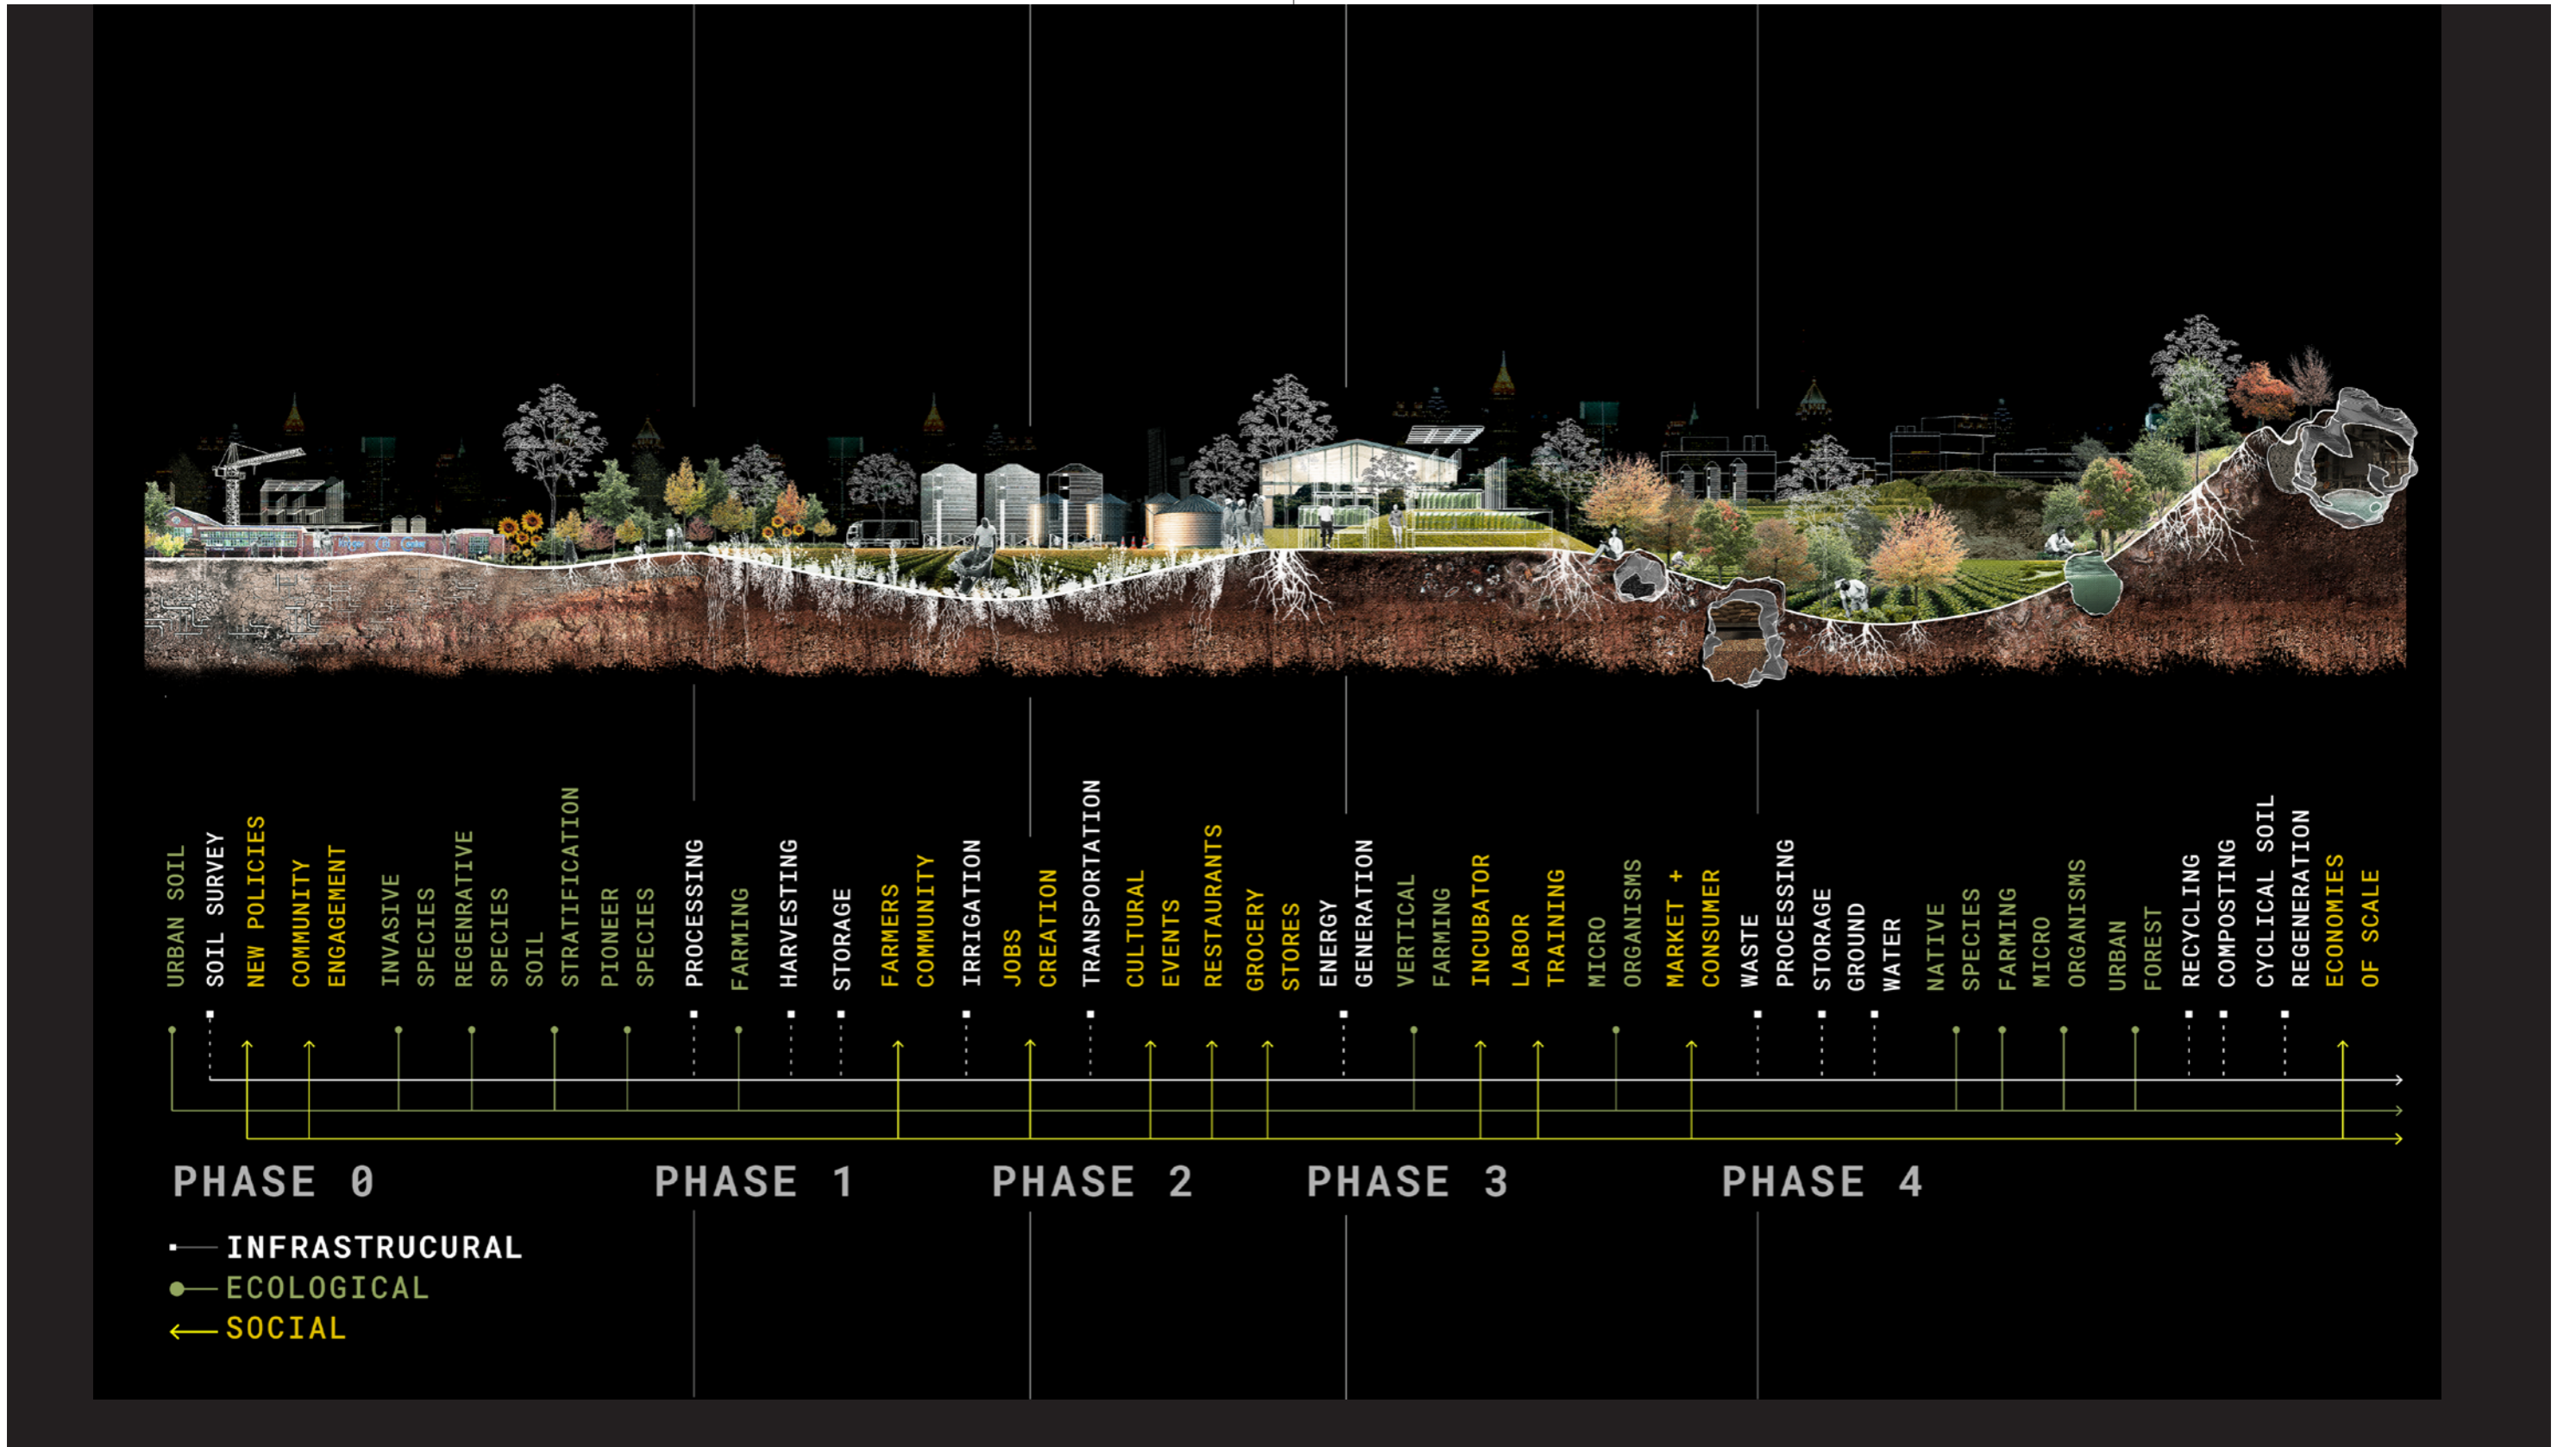 URBAN SOIL
SOIL SURVEY
NEW POLICIES
COMMUNITY
ENGAGEMENT
INVASIVE
SPECIES
REGENRATIVE
SPECIES
SOIL
STRATIFICATION
PIONEER
SPECIES
PROCESSING
FARMING
HARVESTING
STORAGE
FARMERS
COMMUNITY
IRRIGATION
JOBS
CREATION
TRANSPORTATION
CULTURAL
EVENTS
RESTAURANTS
GROCERY
STORES
ENERGY
GENERATION
VERTICAL
FARMING
INCUBATOR
LABOR
TRAINING
MICRO
ORGANISMS
MARKET +
CONSUMER
WASTE
PROCESSING
STORAGE
GROUND
WATER
NATIVE
SPECIES
FARMING
MICRO
ORGANISMS
URBAN
FOREST
RECYCLING
COMPOSTING
CYCLICAL SOIL
REGENERATION
ECONOMIES
OF SCALE
PHASE 0
PHASE 1
PHASE 2
PHASE 3
PHASE 4
INFRASTRUCURAL
ECOLOGICAL
SOCIAL